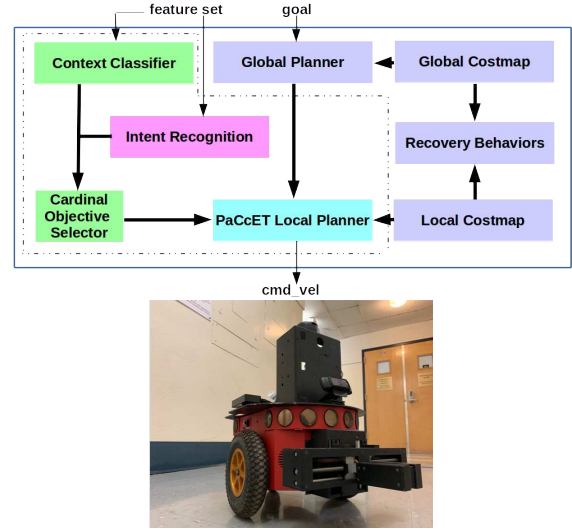 feature set
goal
Context Classifier
Global Planner
Global Costmap
Intent Recognition
Recovery Behaviors
Cardinal
Objective
Selector
PaCcET Local Planner
Local Costmap
cmd_vel